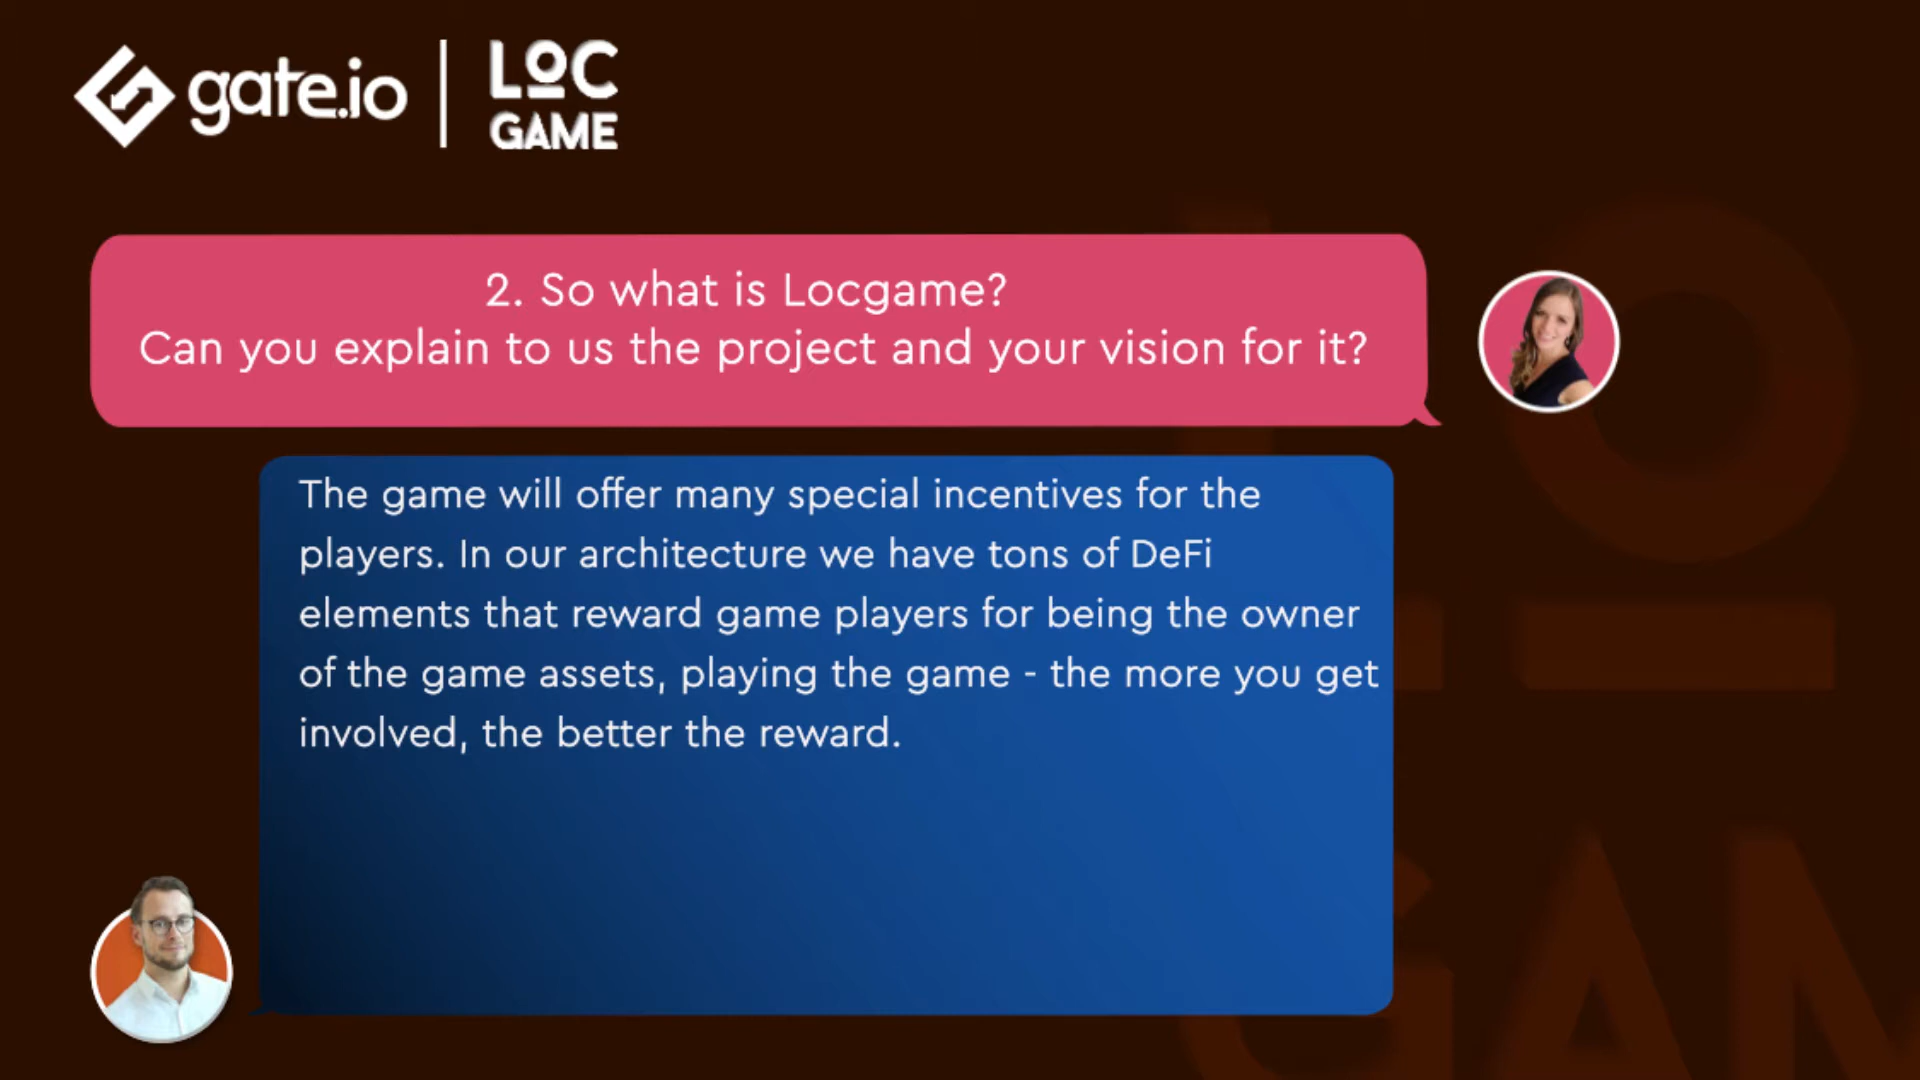 gate.io
LOC
GAME
2. So what is Locgame?
Can you explain to us the project and your vision for it?
The game will offer many special incentives for the
players. In our architecture we have tons of DeFi
elements that reward game players for being the owner
of the game assets, playing the game - the more you get
involved, the better the reward.